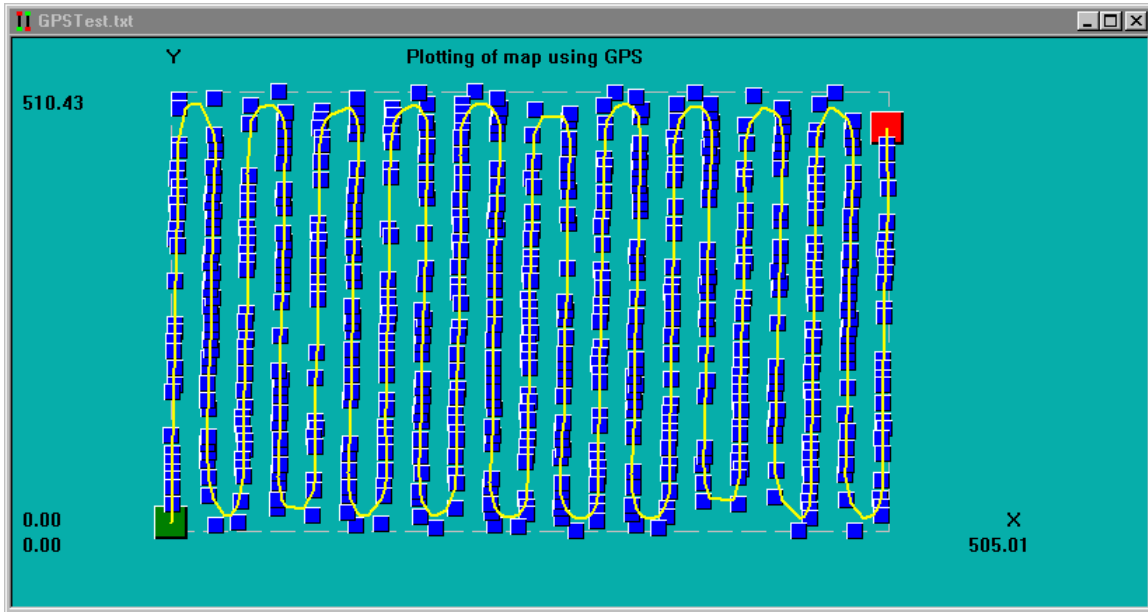 GPSTest.txt
Y
Plotting of map using GPS
510.43
0.00
X
0.00
505.01